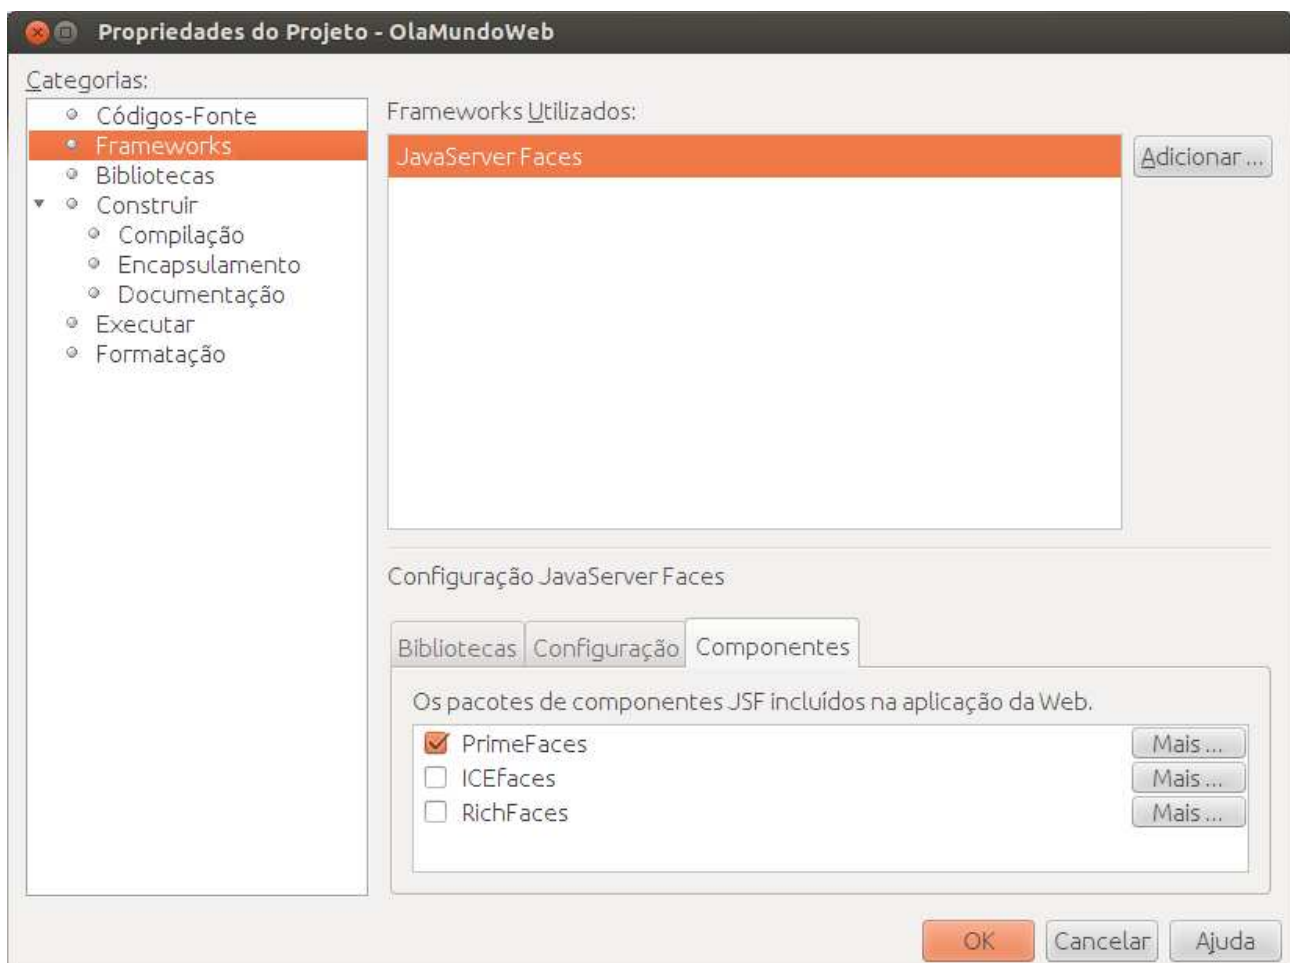 Propriedades do Projeto - OlaMundoWeb
Categorias:
Códigos-Fonte
Frameworks
Bibliotecas
Construir
Compilação
Encapsulamento
Documentação
Executar
Formatação
Frameworks Utilizados:
JavaServer Faces
Adicionar ...
Configuração JavaServer Faces
Bibliotecas Configuração Componentes
Os pacotes de componentes JSF incluídos na aplicação da Web.
PrimeFaces Mais ...
ICEfaces Mais ...
RichFaces Mais ...
OK Cancelar Ajuda